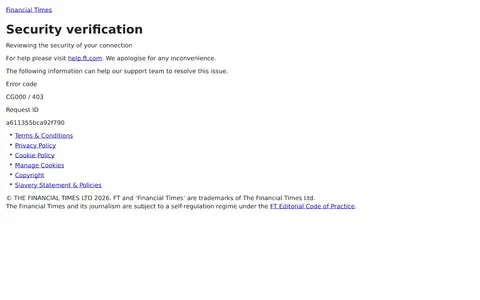 Financial Times
Security verification
Reviewing the security of your connection
For help please visit help.ft.com. We apologise for any inconvenience.
The following information can help our support team to resolve this issue.
Error code
CG000 / 403
Request ID
a611355bca92f790
• Terms & Conditions
• Privacy Policy
• Cookie Policy
• Manage Cookies
• Copyright
• Slavery Statement & Policies
© THE FINANCIAL TIMES LTD 2026. FT and 'Financial Times' are trademarks of The Financial Times Ltd.
The Financial Times and its journalism are subject to a self-regulation regime under the FT Editorial Code of Practice.